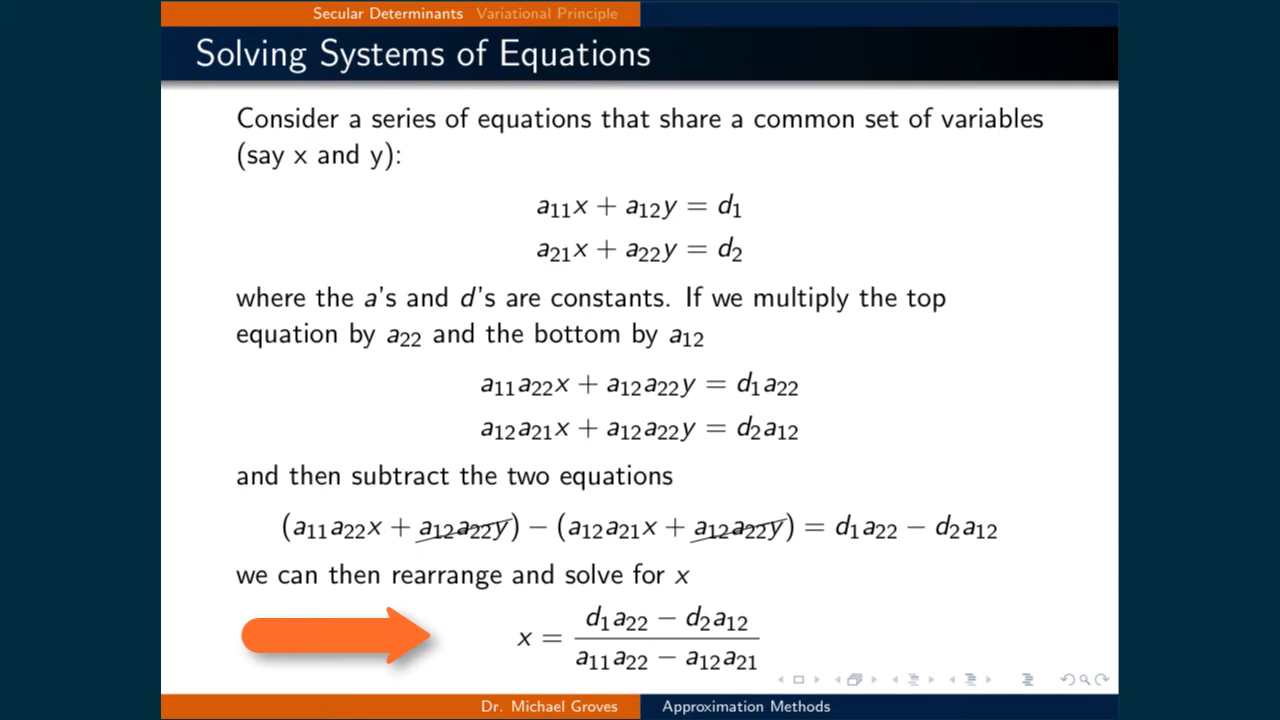 Secular Determinants Variational Principle
Solving Systems of Equations
Consider a series of equations that share a common set of variables
(say x and y):
a₁₁x + a₁₂y = d₁
a₂₁x + a₂₂y = d₂
where the a's and d's are constants. If we multiply the top
equation by a₂₂ and the bottom by a₁₂
a₁₁a₂₂x + a₁₂a₂₂y = d₁a₂₂
a₁₂a₂₁x + a₁₂a₂₂y = d₂a₁₂
and then subtract the two equations
(a₁₁a₂₂x + a₁₂a₂₂y) − (a₁₂a₂₁x + a₁₂a₂₂y) = d₁a₂₂ − d₂a₁₂
we can then rearrange and solve for x
x = (d₁a₂₂ − d₂a₁₂) / (a₁₁a₂₂ − a₁₂a₂₁)
Dr. Michael Groves Approximation Methods